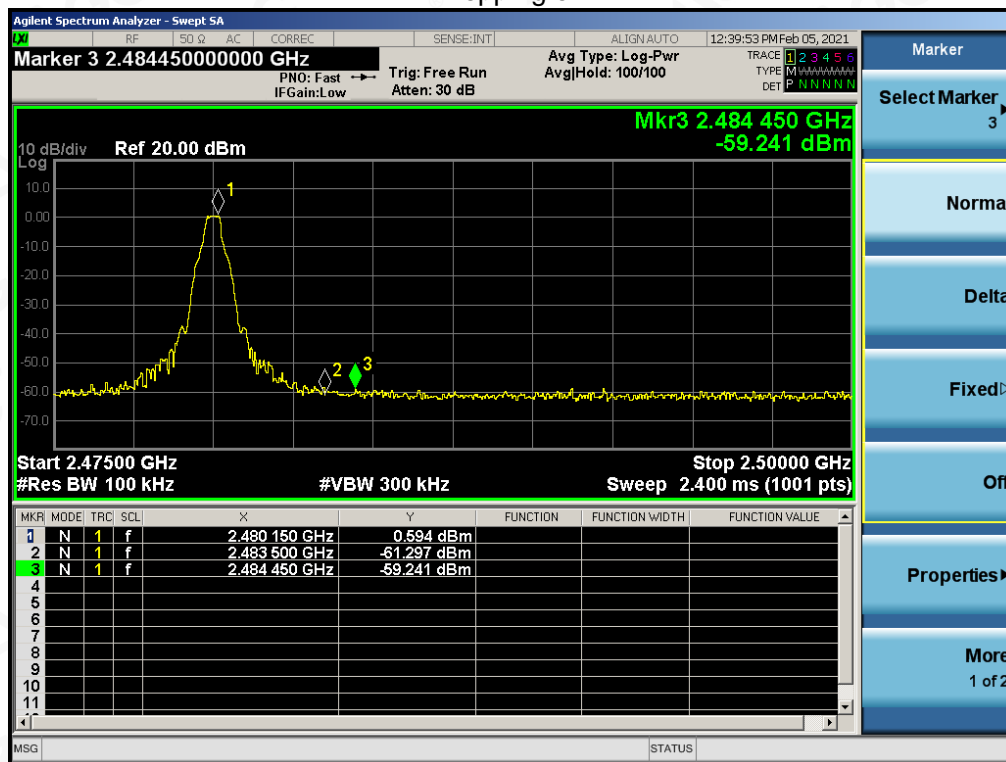 Agilent Spectrum Analyzer - Swept SA
LXI RF 50 Ω AC CORREC SENSE:INT ALIGN AUTO 12:39:53 PM Feb 05, 2021
Marker 3 2.484450000000 GHz
PNO: Fast
IFGain:Low
Trig: Free Run
Atten: 30 dB
Avg Type: Log-Pwr
Avg|Hold: 100/100
TRACE 1 2 3 4 5 6
TYPE M W W W W W
DET P N N N N N
Mkr3 2.484 450 GHz
-59.241 dBm
10 dB/div Ref 20.00 dBm
Log
10.0
0.00
-10.0
-20.0
-30.0
-40.0
-50.0
-60.0
-70.0
1
2
3
Start 2.47500 GHz Stop 2.50000 GHz
#Res BW 100 kHz #VBW 300 kHz Sweep 2.400 ms (1001 pts)
MKR MODE TRC SCL X Y FUNCTION FUNCTION WIDTH FUNCTION VALUE
1 N 1 f 2.480 150 GHz 0.594 dBm
2 N 1 f 2.483 500 GHz -61.297 dBm
3 N 1 f 2.484 450 GHz -59.241 dBm
4
5
6
7
8
9
10
11
MSG STATUS
Marker
Select Marker
3
Norma
Delta
Fixed
Off
Properties
More
1 of 2